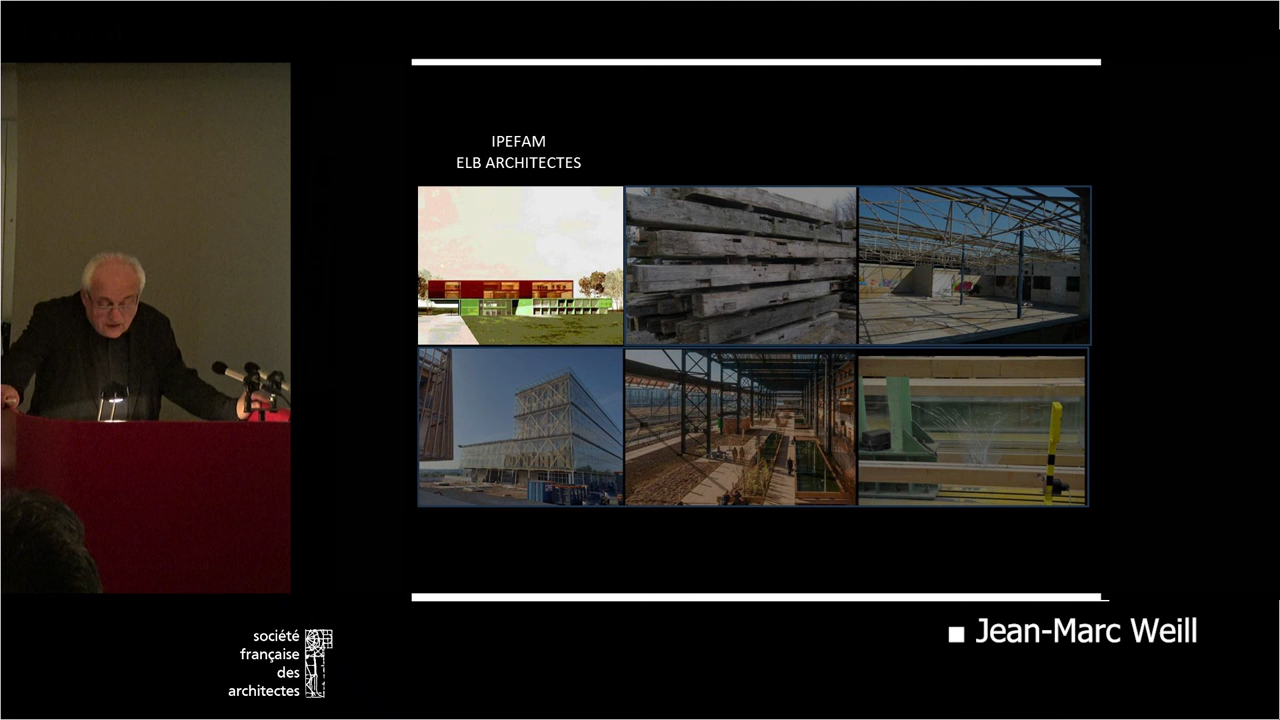 IPEFAM
ELB ARCHITECTES
société
française
des
architectes
Jean-Marc Weill